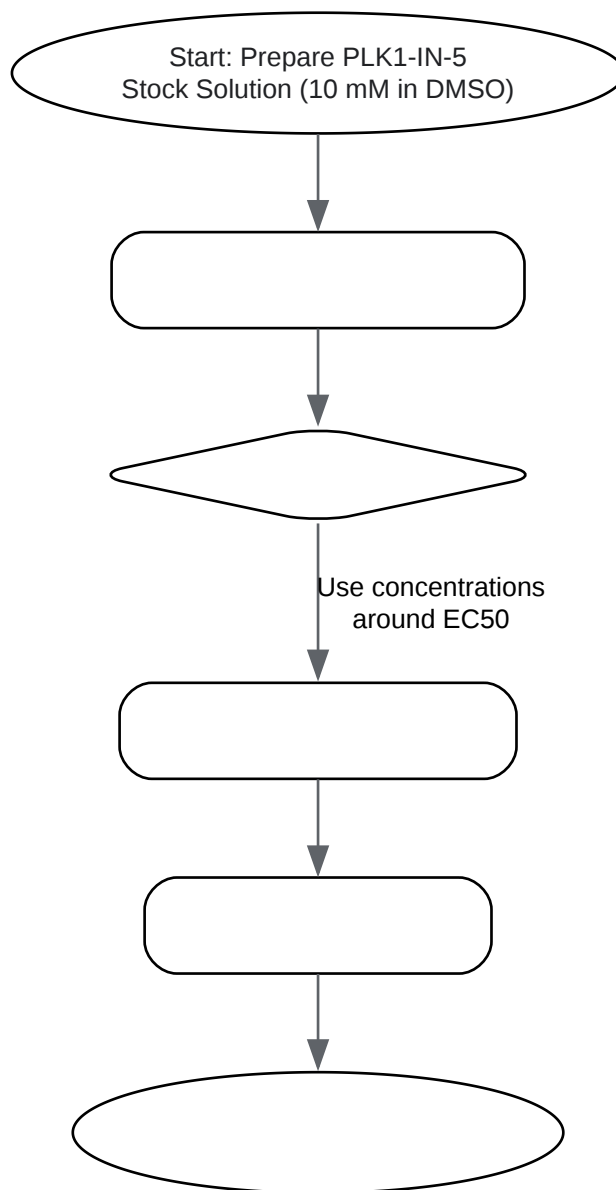 Start: Prepare PLK1-IN-5
Stock Solution (10 mM in DMSO)
Use concentrations
around EC50